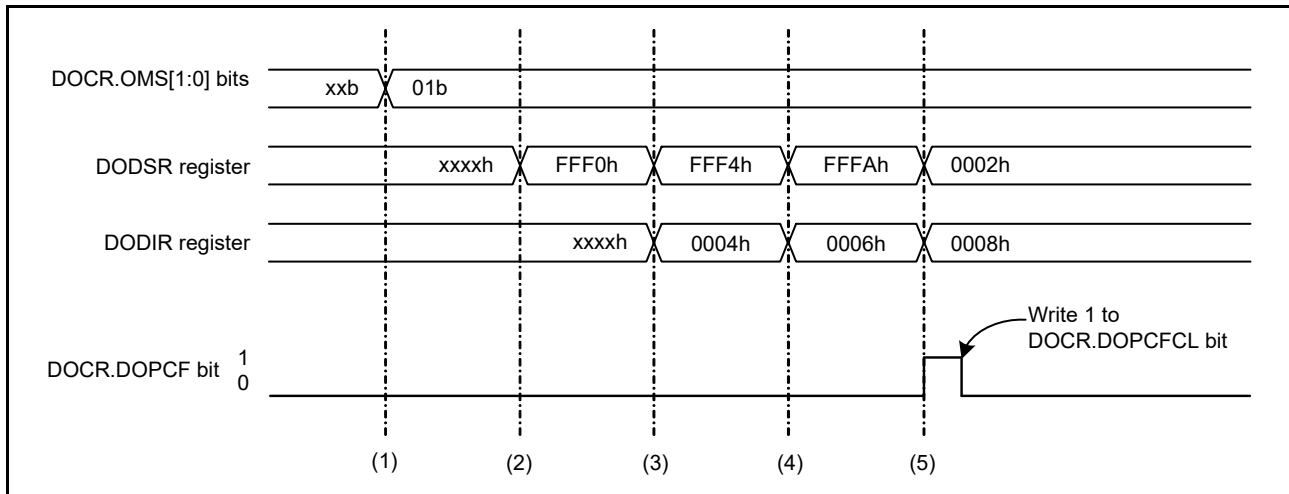 DOCR.OMS[1:0] bits xxb 01b
DODSR register xxxxh FFF0h FFF4h FFFAh 0002h
DODIR register xxxxh 0004h 0006h 0008h
Write 1 to
DOCR.DOPCFCL bit
DOCR.DOPCF bit 1
0
(1) (2) (3) (4) (5)